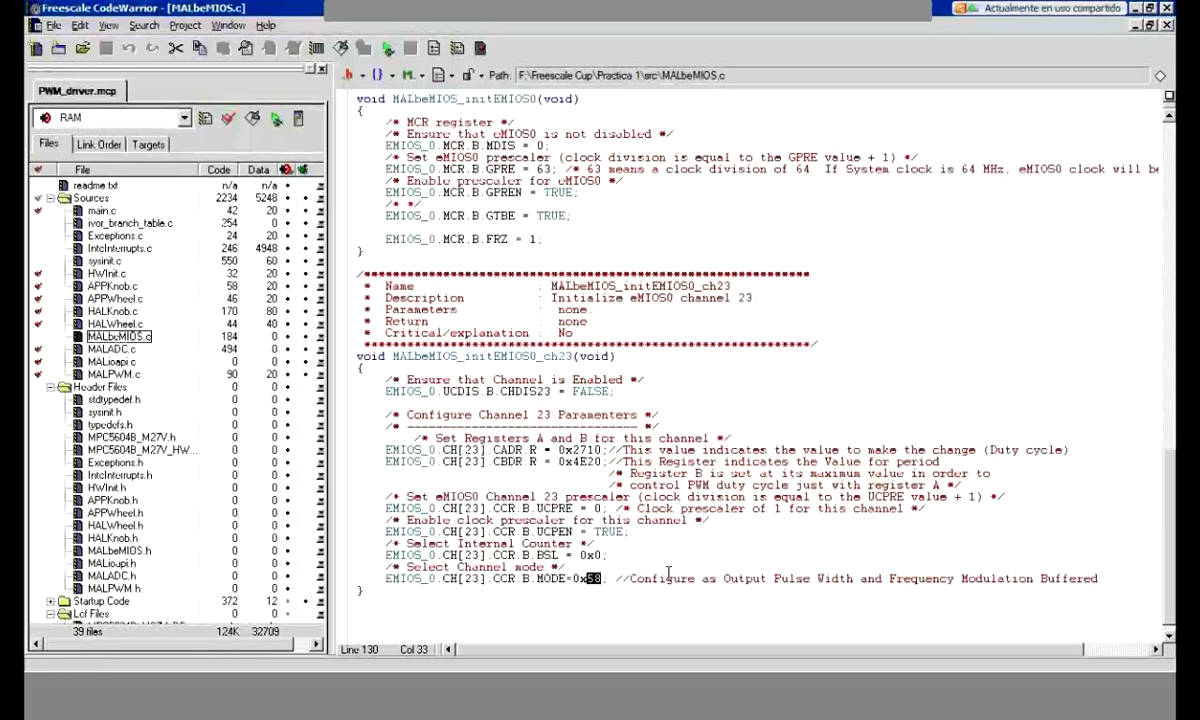 Freescale CodeWarrior - [MALbeMIOS.c]
Actualmente en uso compartido
File Edit View Search Project Window Help
Path: F:\Freescale Cup\Practica 1\src\MALbeMIOS.c
PWM_driver.mcp
RAM
Files Link Order Targets
File Code Data
readme.txt n/a n/a
Sources 2234 5248
main.c 42 20
ivor_branch_table.c 254 0
Exceptions.c 236 20
IntcInterrupts.c 246 4948
sysinit.c 550 60
HWInit.c 32 20
APPKnob.c 58 20
APPWheel.c 46 20
HALKnob.c 170 80
HALWheel.c 44 40
MALbeMIOS.c 184 0
MALADC.c 494 0
MALioapi.c 0 0
MALPWM.c 90 20
Header Files 0 0
stdtypedef.h 0 0
sysinit.h 0 0
typedefs.h 0 0
MPC5604B_M27V.h 0 0
MPC5604B_M27V_HW... 0 0
Exceptions.h 0 0
IntcInterrupts.h 0 0
HWInit.h 0 0
APPKnob.h 0 0
APPWheel.h 0 0
HALWheel.h 0 0
HALKnob.h 0 0
MALbeMIOS.h 0 0
MALioapi.h 0 0
MALADC.h 0 0
MALPWM.h 0 0
Startup Code 372 12
Lcf Files 0 0
39 files 124K 32709
void MALbeMIOS_initEMIOS0(void)
{
/* MCR register */
/* Ensure that eMIOS0 is not disabled */
EMIOS_0.MCR.B.MDIS = 0;
/* Set eMIOS0 prescaler (clock division is equal to the GPRE value + 1) */
EMIOS_0.MCR.B.GPRE = 63; /* 63 means a clock division of 64 If System clock is 64 MHz, eMIOS0 clock will be
/* Enable prescaler for eMIOS0 */
EMIOS_0.MCR.B.GPREN = TRUE;
/* */
EMIOS_0.MCR.B.GTBE = TRUE;
EMIOS_0.MCR.B.FRZ = 1;
}
/*******************************************************************************
* Name : MALbeMIOS_initEMIOS0_ch23
* Description : Initialize eMIOS0 channel 23.
* Parameters : none.
* Return : none
* Critical/explanation : No
*******************************************************************************/
void MALbeMIOS_initEMIOS0_ch23(void)
{
/* Ensure that Channel is Enabled */
EMIOS_0.UCDIS.B.CHDIS23 = FALSE;
/* Configure Channel 23 Paramenters */
/* ------------------------------- */
/* Set Registers A and B for this channel */
EMIOS_0.CH[23].CADR.R = 0x2710;//This value indicates the value to make the change (Duty cycle)
EMIOS_0.CH[23].CBDR.R = 0x4E20;//This Register indicates the Value for period
/* Register B is set at its maximum value in order to
/* control PWM duty cycle just with register A */
/* Set eMIOS0 Channel 23 prescaler (clock division is equal to the UCPRE value + 1) */
EMIOS_0.CH[23].CCR.B.UCPRE = 0; /* Clock prescaler of 1 for this channel */
/* Enable clock prescaler for this channel */
EMIOS_0.CH[23].CCR.B.UCPEN = TRUE;
/* Select Internal Counter */
EMIOS_0.CH[23].CCR.B.BSL = 0x0;
/* Select Channel mode */
EMIOS_0.CH[23].CCR.B.MODE=0x58; //Configure as Output Pulse Width and Frequency Modulation Buffered
}
Line 130 Col 33